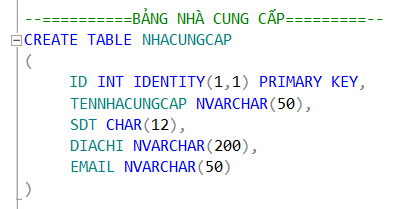 --==========BẢNG NHÀ CUNG CẤP=========--
CREATE TABLE NHACUNGCAP
(
ID INT IDENTITY(1,1) PRIMARY KEY,
TENNHACUNGCAP NVARCHAR(50),
SDT CHAR(12),
DIACHI NVARCHAR(200),
EMAIL NVARCHAR(50)
)